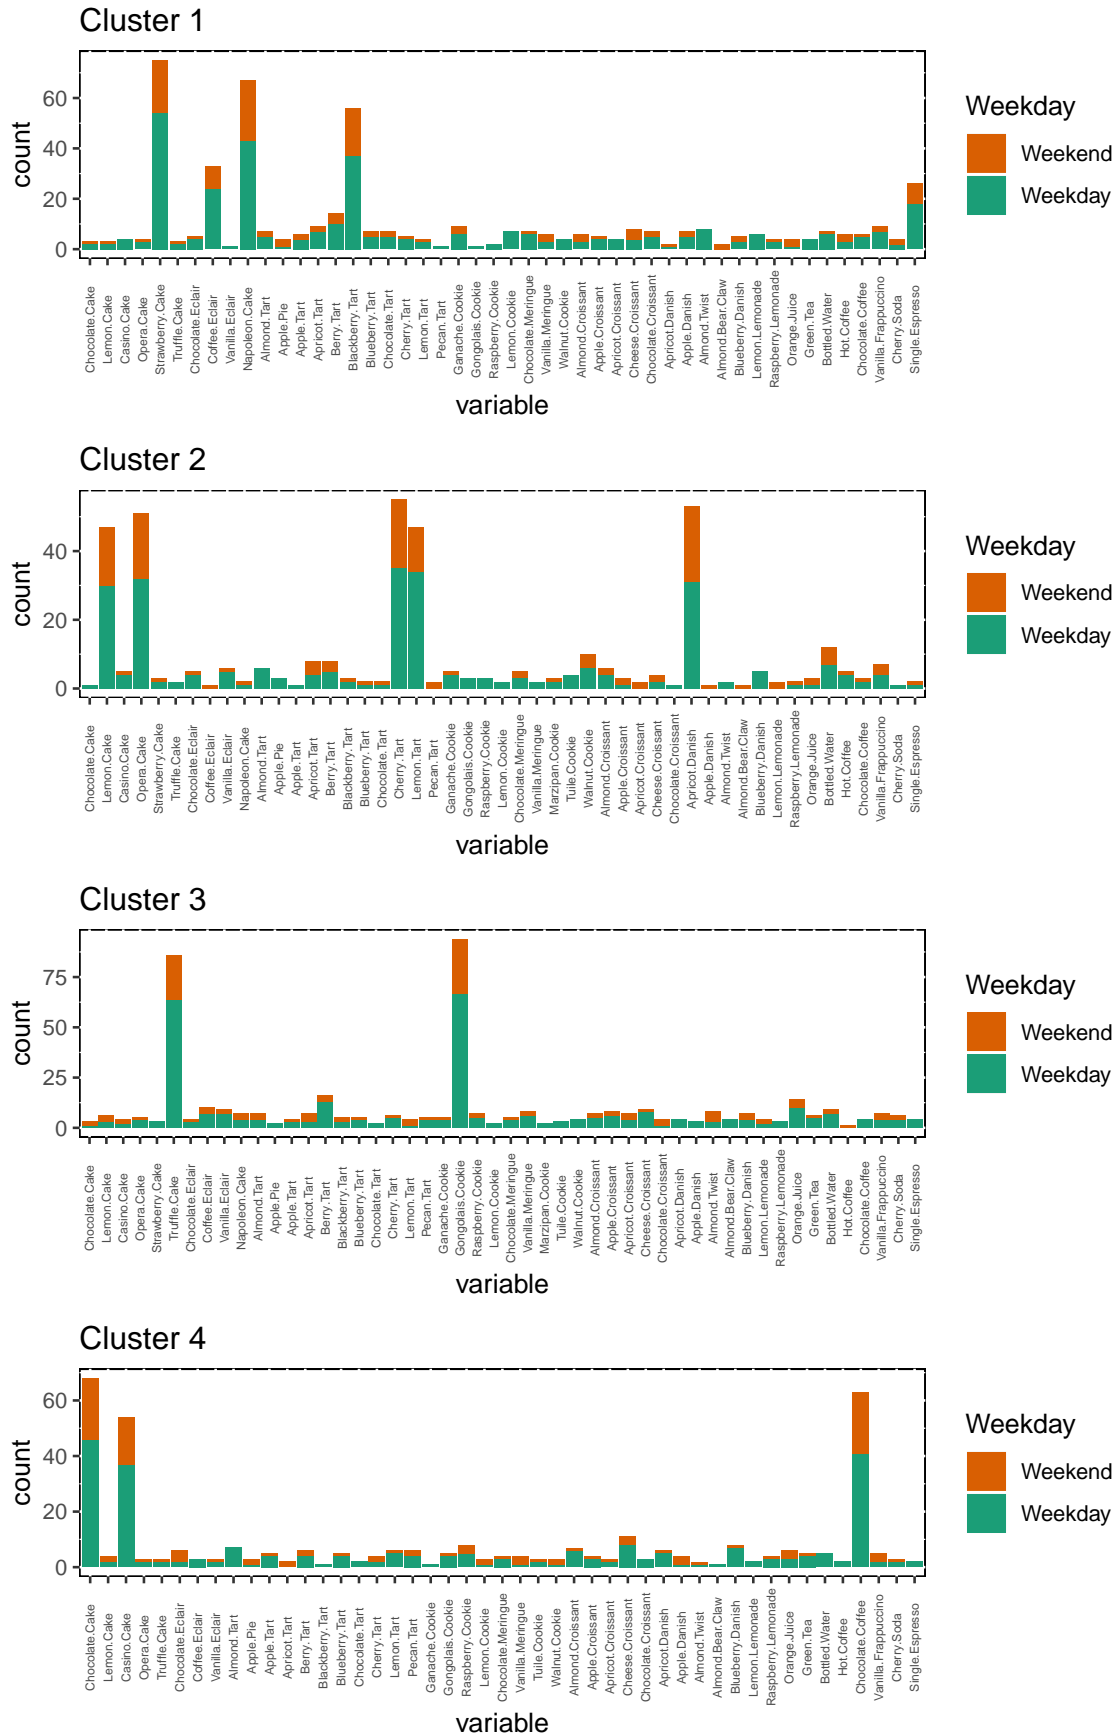 Cluster 1
60
40
20
0
count
Chocolate.Cake
Lemon.Cake
Casino.Cake
Opera.Cake
Strawberry.Cake
Truffle.Cake
Chocolate.Eclair
Coffee.Eclair
Vanilla.Eclair
Napoleon.Cake
Almond.Tart
Apple.Pie
Apple.Tart
Apricot.Tart
Berry.Tart
Blackberry.Tart
Blueberry.Tart
Chocolate.Tart
Cherry.Tart
Lemon.Tart
Pecan.Tart
Ganache.Cookie
Gongolais.Cookie
Raspberry.Cookie
Lemon.Cookie
Chocolate.Meringue
Vanilla.Meringue
Walnut.Cookie
Almond.Croissant
Apple.Croissant
Apricot.Croissant
Cheese.Croissant
Chocolate.Croissant
Apricot.Danish
Apple.Danish
Almond.Twist
Almond.Bear.Claw
Blueberry.Danish
Lemon.Lemonade
Raspberry.Lemonade
Orange.Juice
Green.Tea
Bottled.Water
Hot.Coffee
Chocolate.Coffee
Vanilla.Frappuccino
Cherry.Soda
Single.Espresso
variable
Weekday
Weekend
Weekday
Cluster 2
40
20
0
count
Chocolate.Cake
Lemon.Cake
Casino.Cake
Opera.Cake
Strawberry.Cake
Truffle.Cake
Chocolate.Eclair
Coffee.Eclair
Vanilla.Eclair
Napoleon.Cake
Almond.Tart
Apple.Pie
Apple.Tart
Apricot.Tart
Berry.Tart
Blackberry.Tart
Blueberry.Tart
Chocolate.Tart
Cherry.Tart
Lemon.Tart
Pecan.Tart
Ganache.Cookie
Gongolais.Cookie
Raspberry.Cookie
Lemon.Cookie
Chocolate.Meringue
Vanilla.Meringue
Marzipan.Cookie
Tuile.Cookie
Walnut.Cookie
Almond.Croissant
Apple.Croissant
Apricot.Croissant
Cheese.Croissant
Chocolate.Croissant
Apricot.Danish
Apple.Danish
Almond.Twist
Almond.Bear.Claw
Blueberry.Danish
Lemon.Lemonade
Raspberry.Lemonade
Orange.Juice
Bottled.Water
Hot.Coffee
Chocolate.Coffee
Vanilla.Frappuccino
Cherry.Soda
Single.Espresso
variable
Weekday
Weekend
Weekday
Cluster 3
75
50
25
0
count
Chocolate.Cake
Lemon.Cake
Casino.Cake
Opera.Cake
Strawberry.Cake
Truffle.Cake
Chocolate.Eclair
Coffee.Eclair
Vanilla.Eclair
Napoleon.Cake
Almond.Tart
Apple.Pie
Apple.Tart
Apricot.Tart
Berry.Tart
Blackberry.Tart
Blueberry.Tart
Chocolate.Tart
Cherry.Tart
Lemon.Tart
Pecan.Tart
Ganache.Cookie
Gongolais.Cookie
Raspberry.Cookie
Lemon.Cookie
Chocolate.Meringue
Vanilla.Meringue
Marzipan.Cookie
Tuile.Cookie
Walnut.Cookie
Almond.Croissant
Apple.Croissant
Apricot.Croissant
Cheese.Croissant
Chocolate.Croissant
Apricot.Danish
Apple.Danish
Almond.Twist
Almond.Bear.Claw
Blueberry.Danish
Lemon.Lemonade
Raspberry.Lemonade
Orange.Juice
Green.Tea
Bottled.Water
Hot.Coffee
Chocolate.Coffee
Vanilla.Frappuccino
Cherry.Soda
Single.Espresso
variable
Weekday
Weekend
Weekday
Cluster 4
60
40
20
0
count
Chocolate.Cake
Lemon.Cake
Casino.Cake
Opera.Cake
Truffle.Cake
Chocolate.Eclair
Coffee.Eclair
Vanilla.Eclair
Almond.Tart
Apple.Pie
Apple.Tart
Apricot.Tart
Berry.Tart
Blackberry.Tart
Blueberry.Tart
Chocolate.Tart
Cherry.Tart
Lemon.Tart
Pecan.Tart
Ganache.Cookie
Gongolais.Cookie
Raspberry.Cookie
Lemon.Cookie
Chocolate.Meringue
Vanilla.Meringue
Tuile.Cookie
Walnut.Cookie
Almond.Croissant
Apple.Croissant
Apricot.Croissant
Cheese.Croissant
Chocolate.Croissant
Apricot.Danish
Apple.Danish
Almond.Twist
Almond.Bear.Claw
Blueberry.Danish
Lemon.Lemonade
Raspberry.Lemonade
Orange.Juice
Green.Tea
Bottled.Water
Hot.Coffee
Chocolate.Coffee
Vanilla.Frappuccino
Cherry.Soda
Single.Espresso
variable
Weekday
Weekend
Weekday